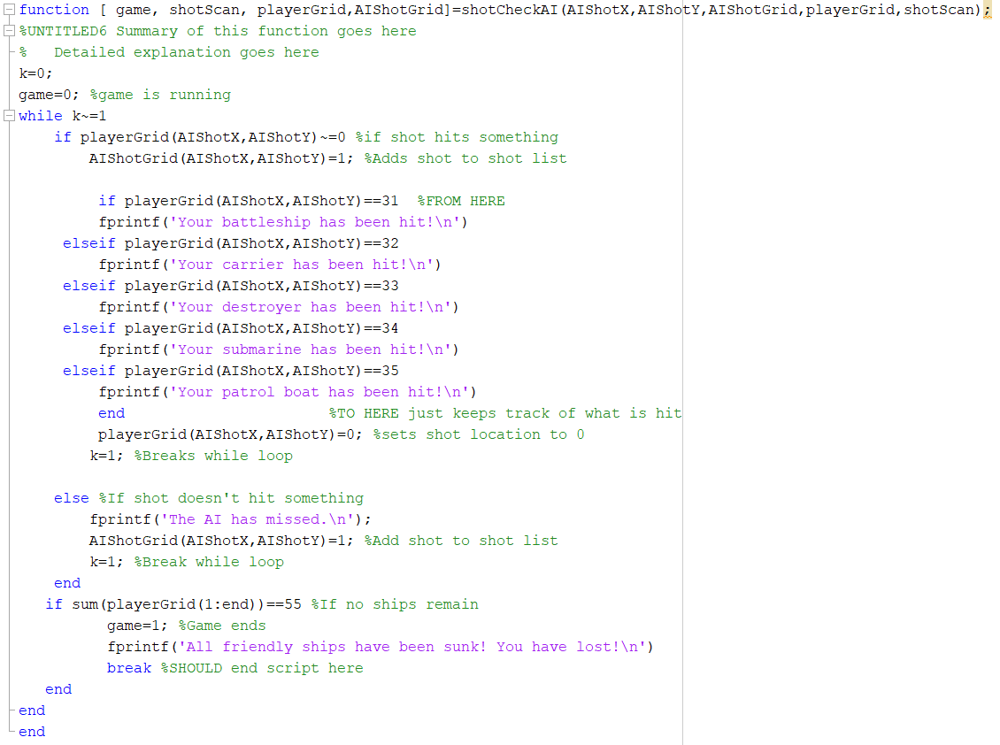 function [ game, shotScan, playerGrid,AIShotGrid]=shotCheckAI(AIShotX,AIShotY,AIShotGrid,playerGrid,shotScan);
%UNTITLED6 Summary of this function goes here
%   Detailed explanation goes here
k=0;
game=0; %game is running
while k~=1
    if playerGrid(AIShotX,AIShotY)~=0 %if shot hits something
        AIShotGrid(AIShotX,AIShotY)=1; %Adds shot to shot list
         if playerGrid(AIShotX,AIShotY)==31  %FROM HERE
         fprintf('Your battleship has been hit!\n')
     elseif playerGrid(AIShotX,AIShotY)==32
         fprintf('Your carrier has been hit!\n')
     elseif playerGrid(AIShotX,AIShotY)==33
         fprintf('Your destroyer has been hit!\n')
     elseif playerGrid(AIShotX,AIShotY)==34
         fprintf('Your submarine has been hit!\n')
     elseif playerGrid(AIShotX,AIShotY)==35
         fprintf('Your patrol boat has been hit!\n')
         end                       %TO HERE just keeps track of what is hit
         playerGrid(AIShotX,AIShotY)=0; %sets shot location to 0
        k=1; %Breaks while loop
    else %If shot doesn't hit something
        fprintf('The AI has missed.\n');
        AIShotGrid(AIShotX,AIShotY)=1; %Add shot to shot list
        k=1; %Break while loop
    end
   if sum(playerGrid(1:end))==55 %If no ships remain
          game=1; %Game ends
          fprintf('All friendly ships have been sunk! You have lost!\n')
          break %SHOULD end script here
   end
end
end